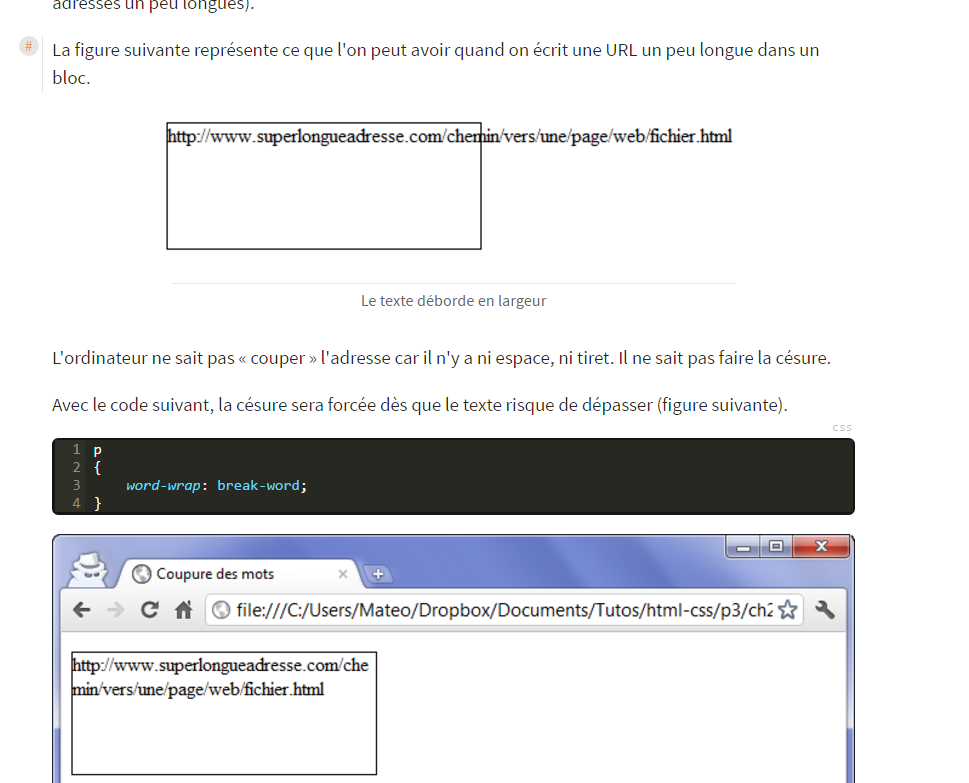 adresses un peu longues).
#
La figure suivante représente ce que l'on peut avoir quand on écrit une URL un peu longue dans un
bloc.
http://www.superlongueadresse.com/chemin/vers/une/page/web/fichier.html
Le texte déborde en largeur
L'ordinateur ne sait pas « couper » l'adresse car il n'y a ni espace, ni tiret. Il ne sait pas faire la césure.
Avec le code suivant, la césure sera forcée dès que le texte risque de dépasser (figure suivante).
css
1 p
2 {
3 word-wrap: break-word;
4 }
Coupure des mots
file:///C:/Users/Mateo/Dropbox/Documents/Tutos/html-css/p3/ch2
http://www.superlongueadresse.com/che
min/vers/une/page/web/fichier.html